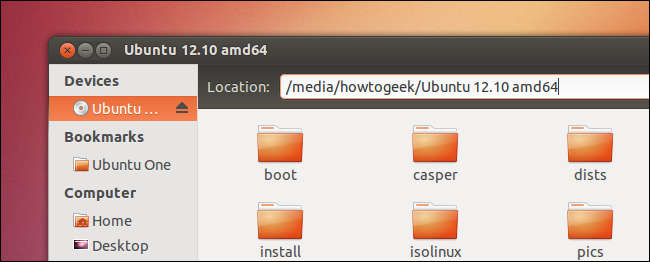 Ubuntu 12.10 amd64
Devices
Ubuntu ...
Bookmarks
Ubuntu One
Computer
Home
Desktop
Location: /media/howtogeek/Ubuntu 12.10 amd64
boot casper dists
install isolinux pics